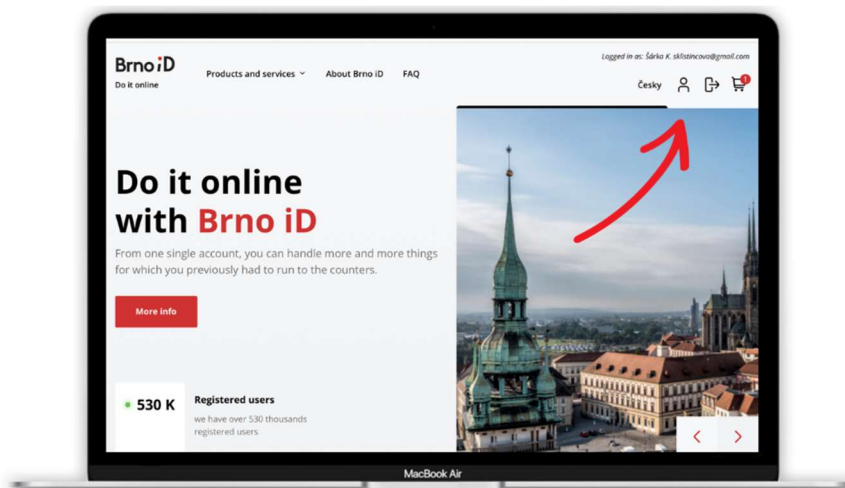 Logged in as: Šárka K. sklistincova@gmail.com
Brno iD
Do it online
Products and services
About Brno iD
FAQ
Česky
1
Do it online
with Brno iD
From one single account, you can handle more and more things
for which you previously had to run to the counters.
More info
530 K
Registered users
we have over 530 thousands
registered users
MacBook Air